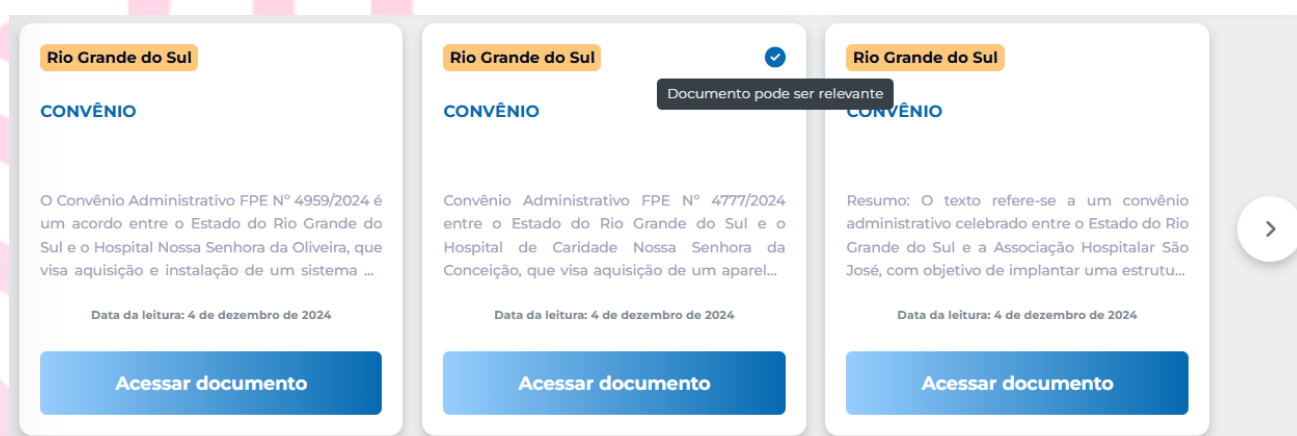 Rio Grande do Sul
CONVÊNIO
O Convênio Administrativo FPE Nº 4959/2024 é
um acordo entre o Estado do Rio Grande do
Sul e o Hospital Nossa Senhora da Oliveira, que
visa aquisição e instalação de um sistema ...
Data da leitura: 4 de dezembro de 2024
Acessar documento
Rio Grande do Sul
Documento pode ser relevante
CONVÊNIO
Convênio Administrativo FPE Nº 4777/2024
entre o Estado do Rio Grande do Sul e o
Hospital de Caridade Nossa Senhora da
Conceição, que visa aquisição de um aparel...
Data da leitura: 4 de dezembro de 2024
Acessar documento
Rio Grande do Sul
CONVÊNIO
Resumo: O texto refere-se a um convênio
administrativo celebrado entre o Estado do Rio
Grande do Sul e a Associação Hospitalar São
José, com objetivo de implantar uma estrutu...
Data da leitura: 4 de dezembro de 2024
Acessar documento